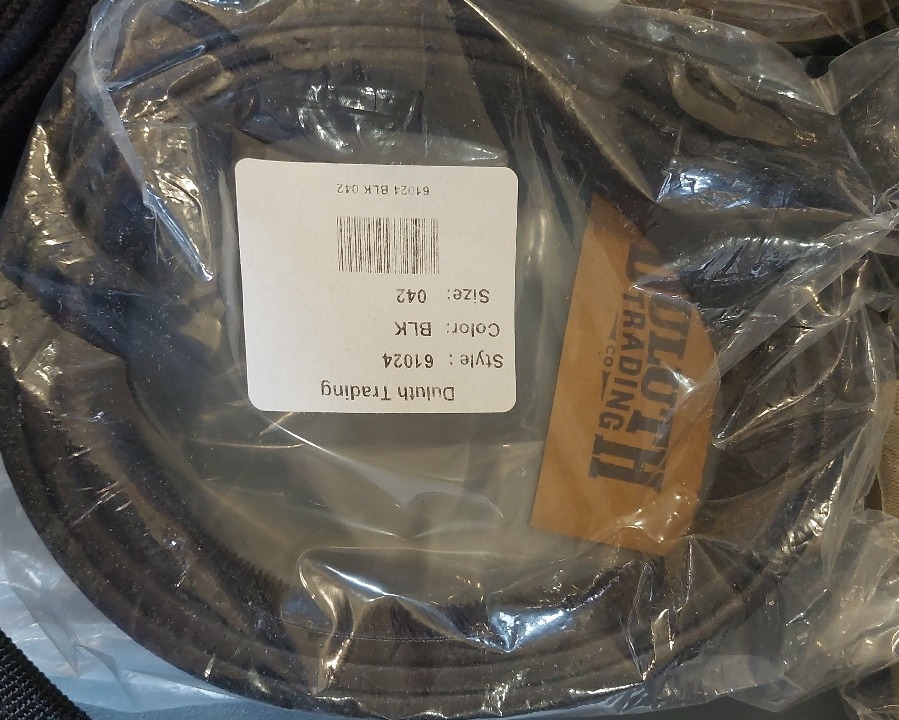 Duluth Trading
Style : 61024
Color: BLK
Size: 042
61024 BLK 042
DULUTH
TRADING
CO